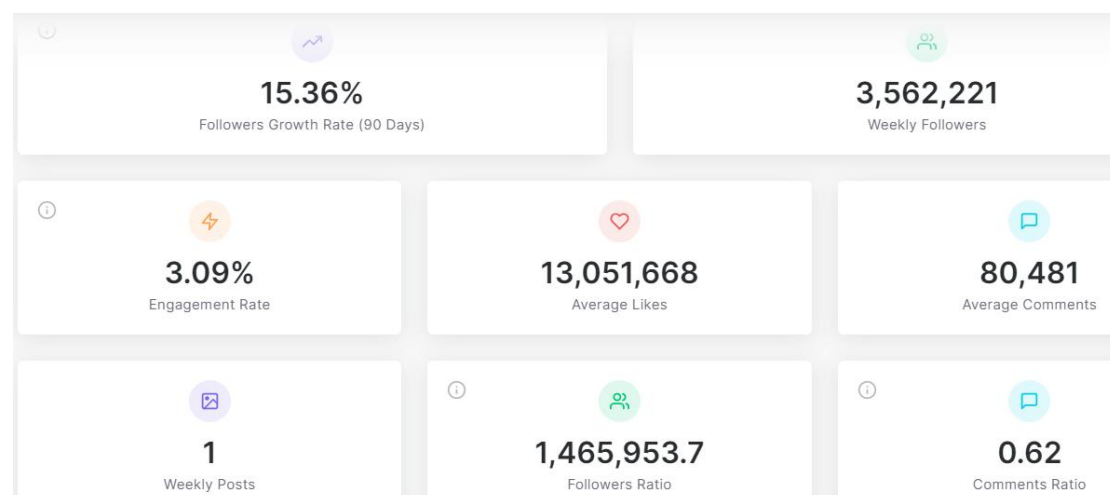 15.36%
Followers Growth Rate (90 Days)
3,562,221
Weekly Followers
3.09%
Engagement Rate
13,051,668
Average Likes
80,481
Average Comments
1
Weekly Posts
1,465,953.7
Followers Ratio
0.62
Comments Ratio